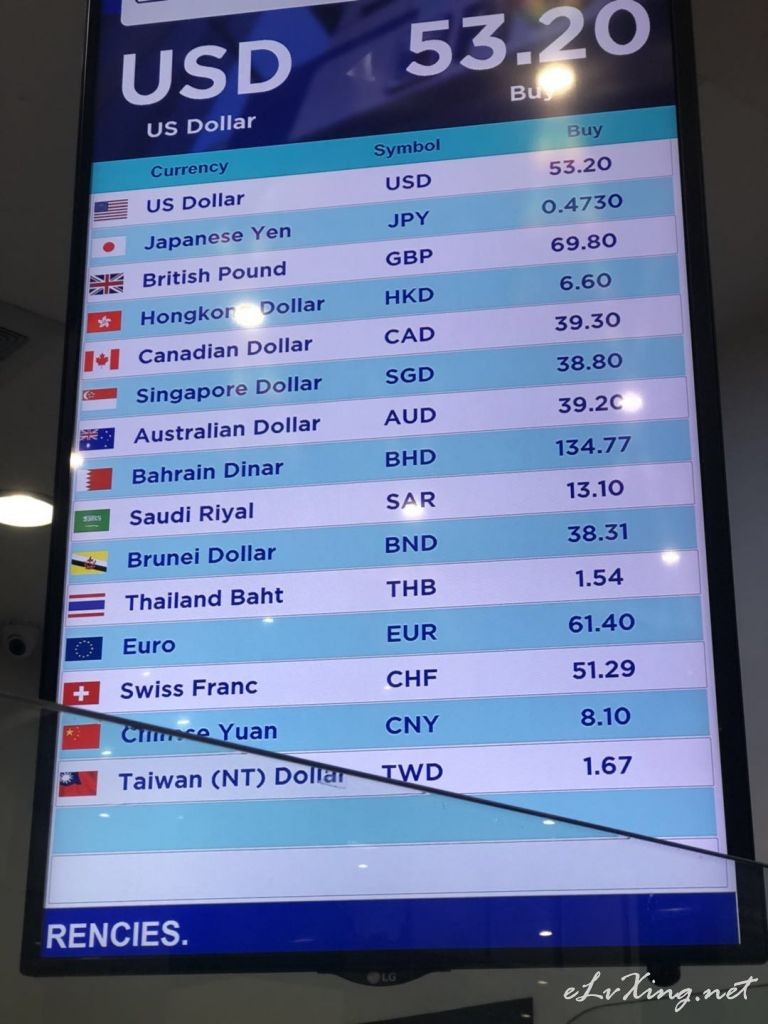 USD 53.20
US Dollar Buy
Currency Symbol Buy
US Dollar USD 53.20
Japanese Yen JPY 0.4730
British Pound GBP 69.80
Hongkong Dollar HKD 6.60
Canadian Dollar CAD 39.30
Singapore Dollar SGD 38.80
Australian Dollar AUD 39.20
Bahrain Dinar BHD 134.77
Saudi Riyal SAR 13.10
Brunei Dollar BND 38.31
Thailand Baht THB 1.54
Euro EUR 61.40
Swiss Franc CHF 51.29
Chinese Yuan CNY 8.10
Taiwan (NT) Dollar TWD 1.67
RENCIES.
LG
eLvXing.net